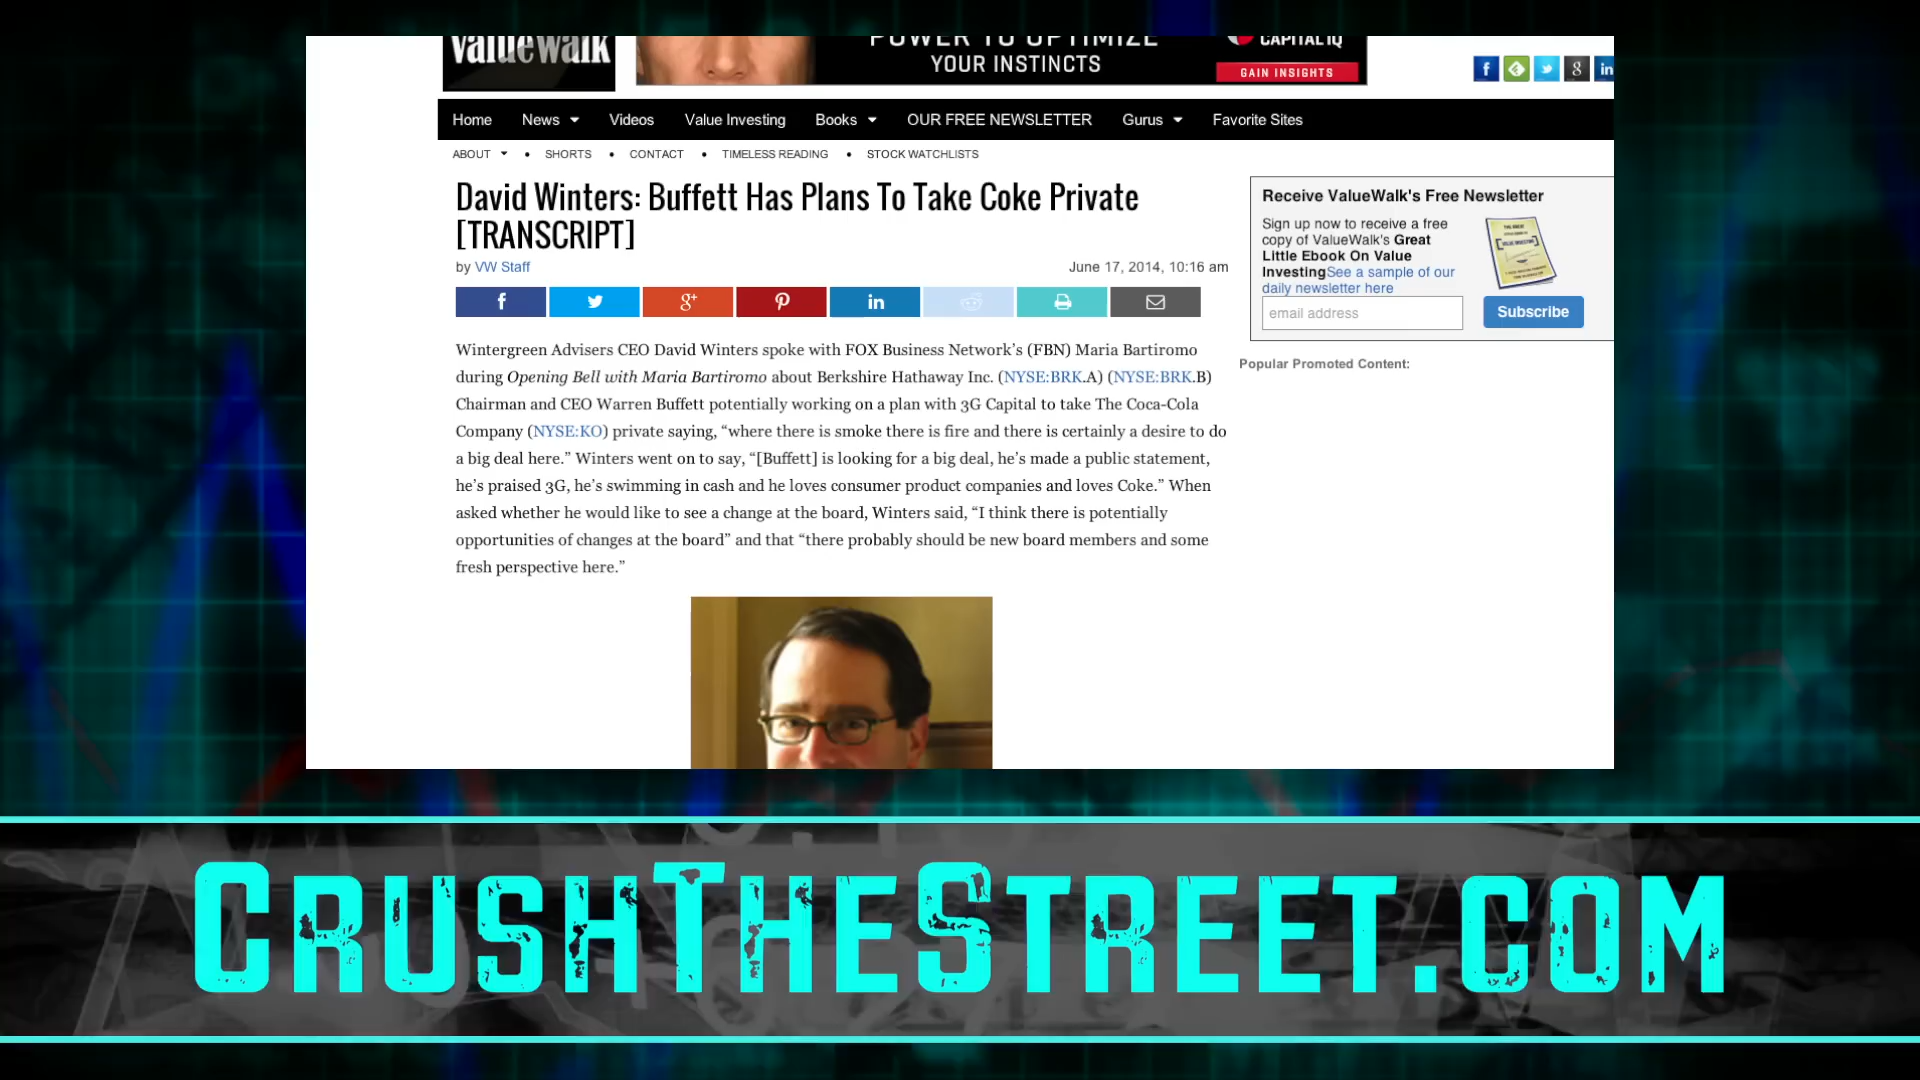 valuewalk
POWER TO OPTIMIZE
YOUR INSTINCTS
CAPITAL IQ
GAIN INSIGHTS
Home News Videos Value Investing Books OUR FREE NEWSLETTER Gurus Favorite Sites
ABOUT • SHORTS • CONTACT • TIMELESS READING • STOCK WATCHLISTS
David Winters: Buffett Has Plans To Take Coke Private
[TRANSCRIPT]
by VW Staff June 17, 2014, 10:16 am
Wintergreen Advisers CEO David Winters spoke with FOX Business Network’s (FBN) Maria Bartiromo
during Opening Bell with Maria Bartiromo about Berkshire Hathaway Inc. (NYSE:BRK.A) (NYSE:BRK.B)
Chairman and CEO Warren Buffett potentially working on a plan with 3G Capital to take The Coca-Cola
Company (NYSE:KO) private saying, “where there is smoke there is fire and there is certainly a desire to do
a big deal here.” Winters went on to say, “[Buffett] is looking for a big deal, he’s made a public statement,
he’s praised 3G, he’s swimming in cash and he loves consumer product companies and loves Coke.” When
asked whether he would like to see a change at the board, Winters said, “I think there is potentially
opportunities of changes at the board” and that “there probably should be new board members and some
fresh perspective here.”
Receive ValueWalk's Free Newsletter
Sign up now to receive a free
copy of ValueWalk's Great
Little Ebook On Value
InvestingSee a sample of our
daily newsletter here
email address
Subscribe
Popular Promoted Content:
CRUSHTHESTREET.COM